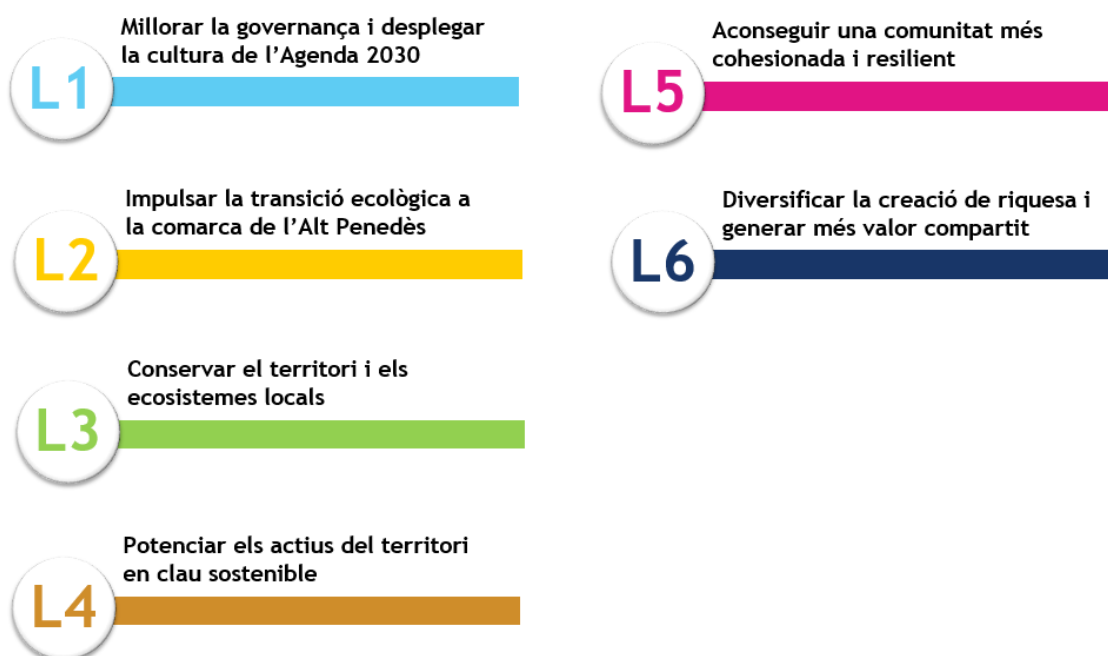 Millorar la governança i desplegar
la cultura de l’Agenda 2030
L1
Impulsar la transició ecològica a
la comarca de l’Alt Penedès
L2
Conservar el territori i els
ecosistemes locals
L3
Potenciar els actius del territori
en clau sostenible
L4
Aconseguir una comunitat més
cohesionada i resilient
L5
Diversificar la creació de riquesa i
generar més valor compartit
L6